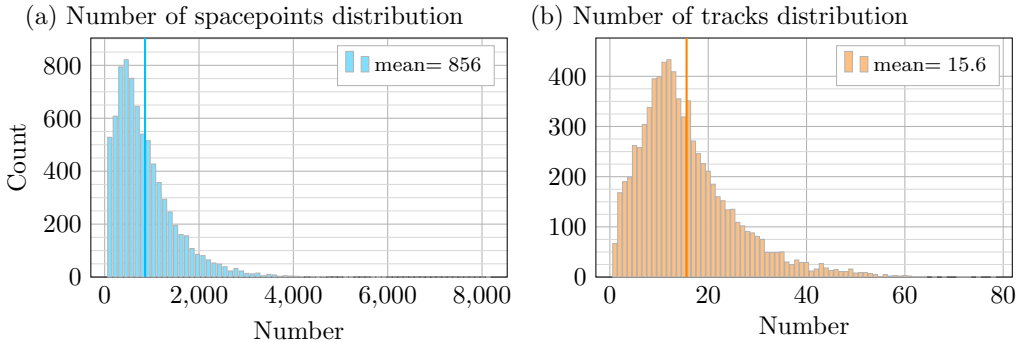 (a) Number of spacepoints distribution
800
600
400
200
0
Count
0 2,000 4,000 6,000 8,000
Number
mean= 856
(b) Number of tracks distribution
400
300
200
100
0
0 20 40 60 80
Number
mean= 15.6